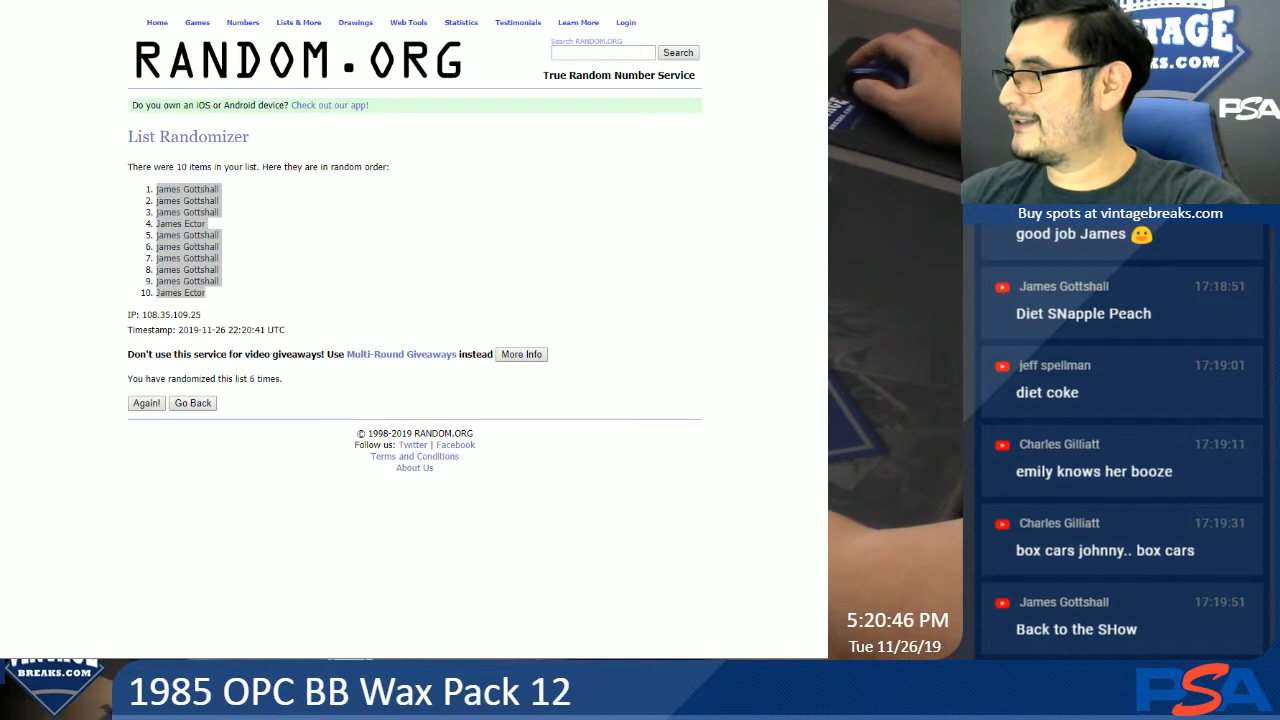 Home Games Numbers Lists & More Drawings Web Tools Statistics Testimonials Learn More Login
RANDOM.ORG
Search RANDOM.ORG
Search
True Random Number Service
Do you own an iOS or Android device? Check out our app!
List Randomizer
There were 10 items in your list. Here they are in random order:
1. James Gottshall
2. James Gottshall
3. James Gottshall
4. James Ector
5. James Gottshall
6. James Gottshall
7. James Gottshall
8. James Gottshall
9. James Gottshall
10. James Ector
IP: 108.35.109.25
Timestamp: 2019-11-26 22:20:41 UTC
Don't use this service for video giveaways! Use Multi-Round Giveaways instead More Info
You have randomized this list 6 times.
Again! Go Back
© 1998-2019 RANDOM.ORG
Follow us: Twitter | Facebook
Terms and Conditions
About Us
VINTAGE
BREAKS.COM
PSA
Buy spots at vintagebreaks.com
good job James 😛
James Gottshall 17:18:51
Diet SNapple Peach
jeff spellman 17:19:01
diet coke
Charles Gilliatt 17:19:11
emily knows her booze
Charles Gilliatt 17:19:31
box cars johnny.. box cars
James Gottshall 17:19:51
Back to the SHow
5:20:46 PM
Tue 11/26/19
VINTAGE
BREAKS.COM
1985 OPC BB Wax Pack 12
PSA